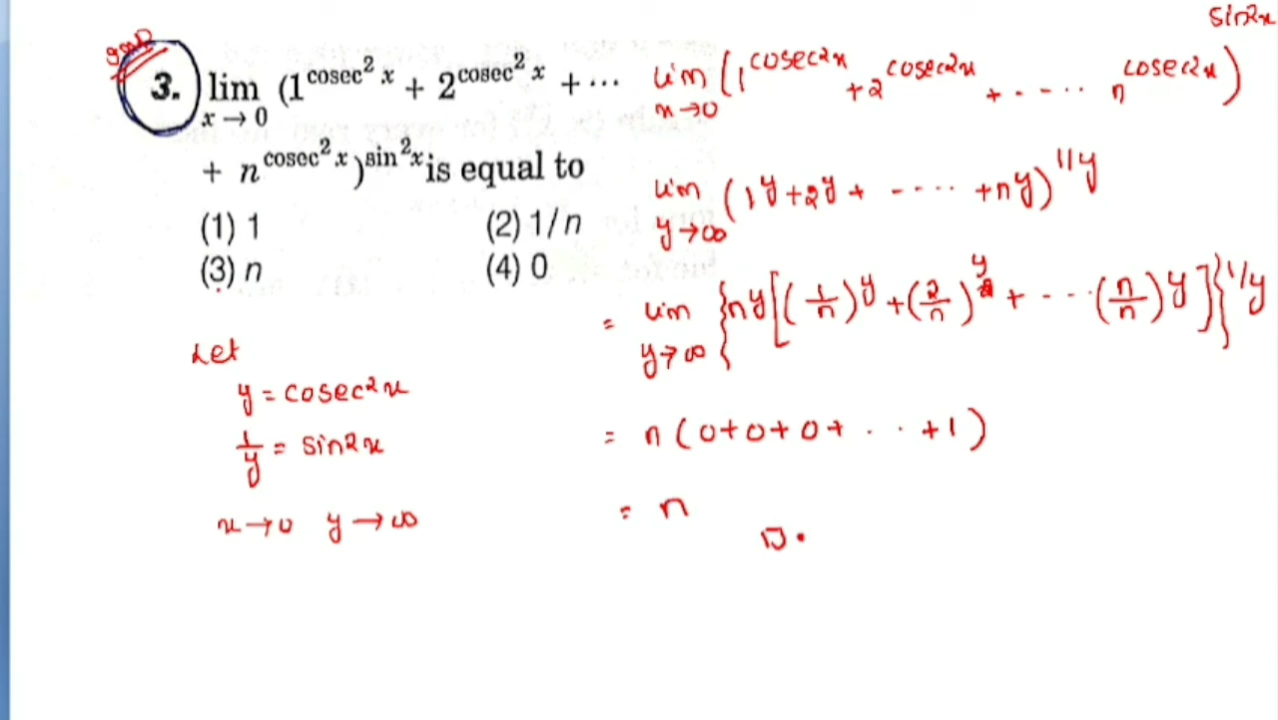 good
3. lim (1^cosec² x + 2^cosec² x + ···
x → 0
+ n^cosec² x)^sin² x is equal to
(1) 1 (2) 1/n
(3) n (4) 0
Let
y = cosec²x
1/y = sin²x
x→0 y→∞
lim (1^cosec²x + 2^cosec²x + ····· n^cosec²x)^sin²x
x→0
lim (1^y + 2^y + ····· + n^y)^1/y
y→∞
= lim {n^y[(1/n)^y + (2/n)^y + ··· (n/n)^y]}^1/y
y→∞
= n(0+0+0+ ·· +1)
= n